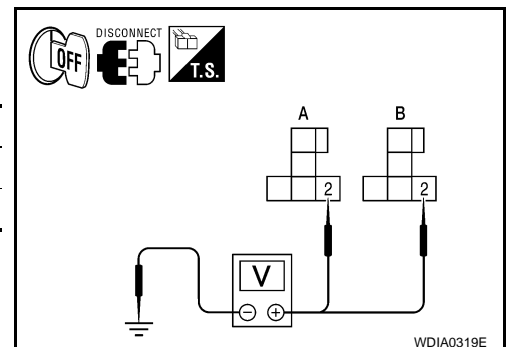 DISCONNECT
OFF
T.S.
A B
2 2
V
− +
WDIA0319E